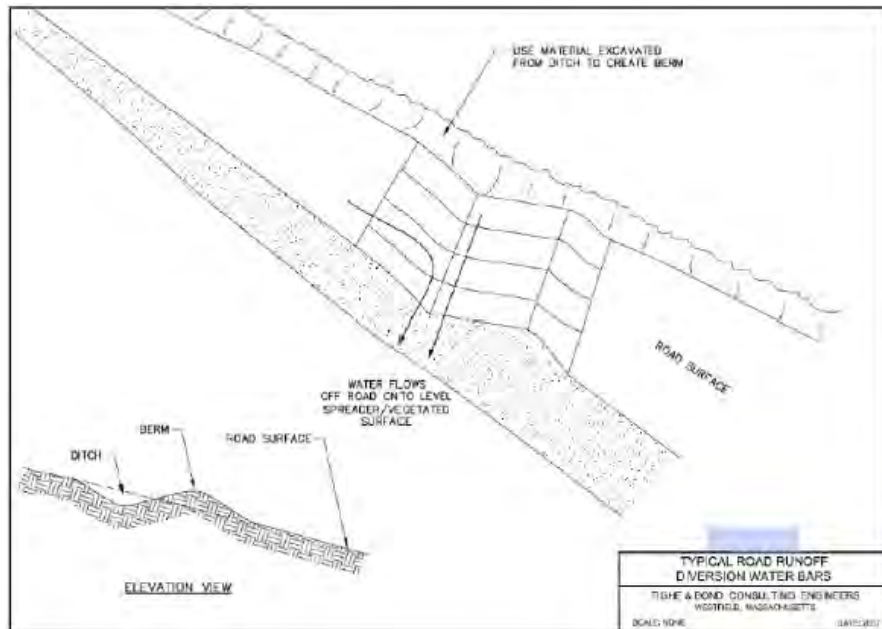 USE MATERIAL EXCAVATED
FROM DITCH TO CREATE BERM
ROAD SURFACE
WATER FLOWS
OFF ROAD ONTO LEVEL
SPREADER/VEGETATED
SURFACE
BERM
DITCH
ROAD SURFACE
ELEVATION VIEW
TYPICAL ROAD RUNOFF
DIVERSION WATER BARS
TIGHE & BOND CONSULTING ENGINEERS
WESTFIELD, MASSACHUSETTS
SCALE: NONE